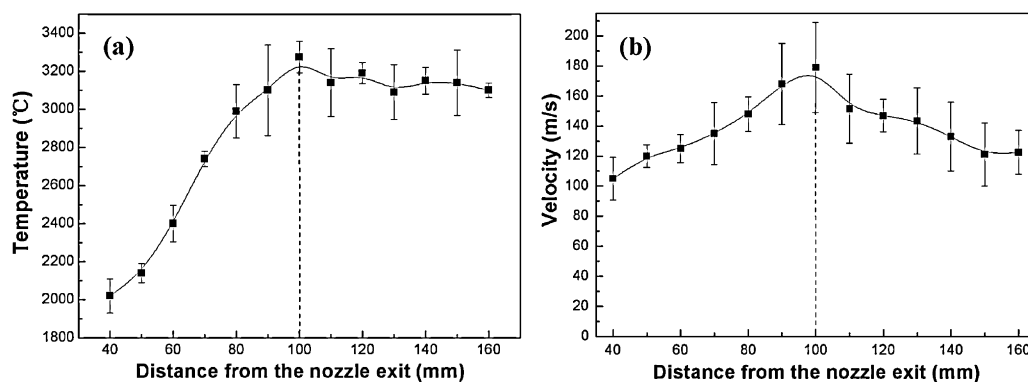 (a)
Temperature (℃)
3400
3200
3000
2800
2600
2400
2200
2000
1800
40 60 80 100 120 140 160
Distance from the nozzle exit (mm)
(b)
Velocity (m/s)
200
180
160
140
120
100
80
60
40
20
0
40 60 80 100 120 140 160
Distance from the nozzle exit (mm)